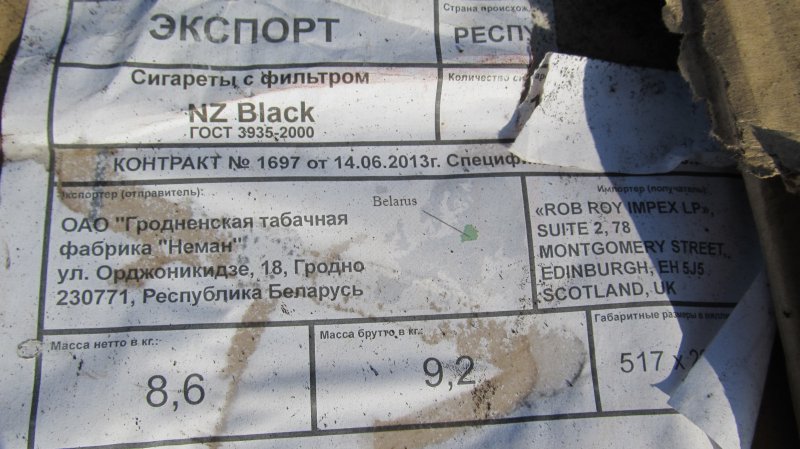 ЭКСПОРТ
Страна происхож
РЕСПУ
Сигареты с фильтром
Количество
NZ Black
ГОСТ 3935-2000
КОНТРАКТ № 1697 от 14.06.2013г. Специф
Экспортер (отправитель):
Импортер (получатель)
ОАО "Гродненская табачная
фабрика "Неман"
ул. Орджоникидзе, 18, Гродно
230771, Республика Беларусь
Belarus
«ROB ROY IMPEX LP»,
SUITE 2, 78
MONTGOMERY STREET,
EDINBURGH, EH 5J5
SCOTLAND, UK
Масса нетто в кг.:
8,6
Масса брутто в кг.:
9,2
Габаритные размеры в
517 x 2